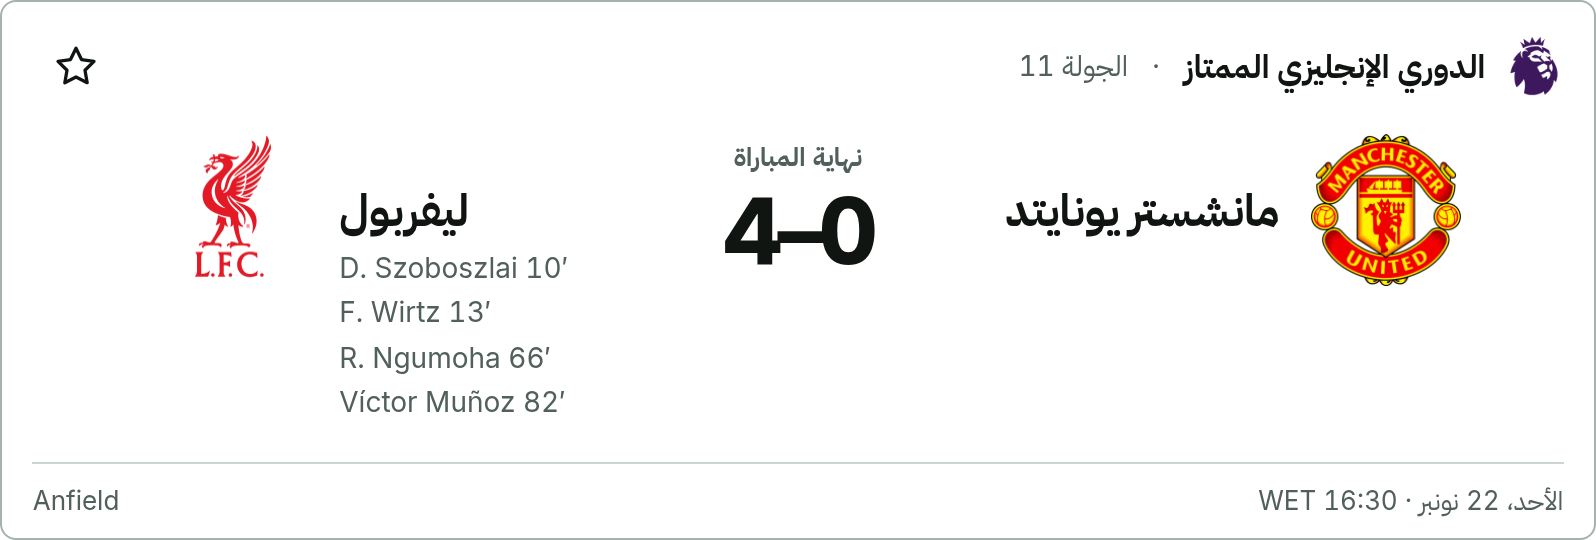 الدوري الإنجليزي الممتاز · الجولة 11
MANCHESTER UNITED
مانشستر يونايتد
نهاية المباراة
4–0
ليفربول
D. Szoboszlai 10′
F. Wirtz 13′
R. Ngumoha 66′
Víctor Muñoz 82′
L.F.C.
الأحد، 22 نونبر · 16:30 WET
Anfield